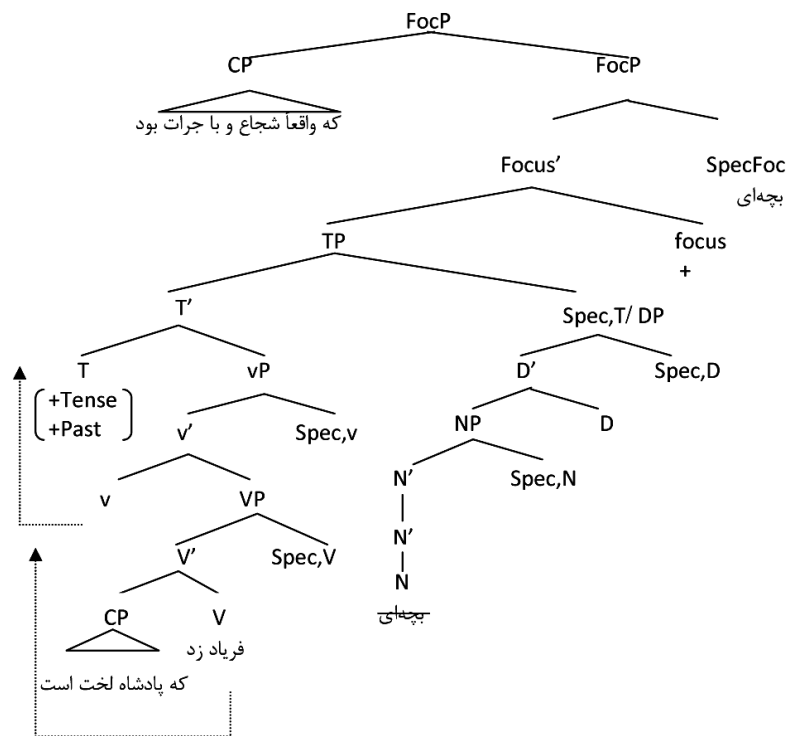 FocP
CP FocP
که واقعاً شجاع و با جرات بود
Focus’ SpecFoc
بچه‌ای
TP focus
+
T’ Spec,T/ DP
T vP D’ Spec,D
+Tense
+Past
v’ Spec,v NP D
v VP N’ Spec,N
V’ Spec,V N’
N
CP V بچه‌ای
فریاد زد
که پادشاه لخت است